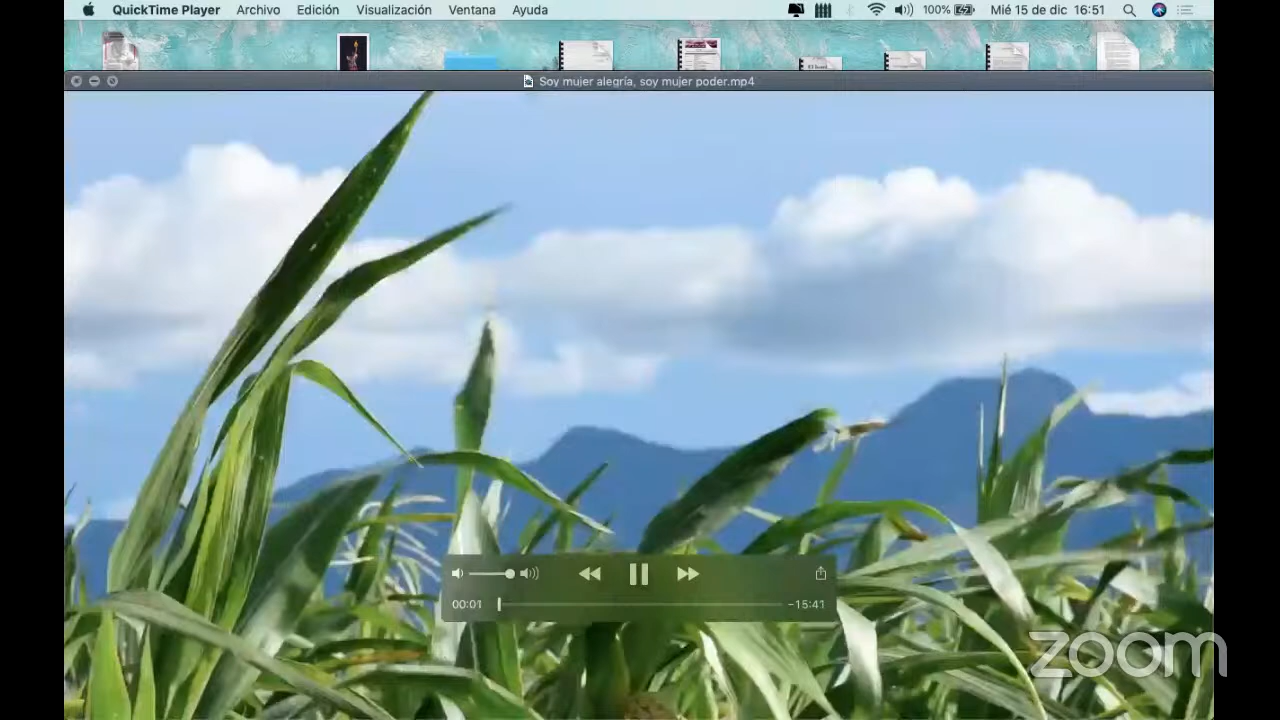 QuickTime Player Archivo Edición Visualización Ventana Ayuda 100% Mié 15 de dic 16:51
Soy mujer alegría, soy mujer poder.mp4
00:01 -15:41
zoom